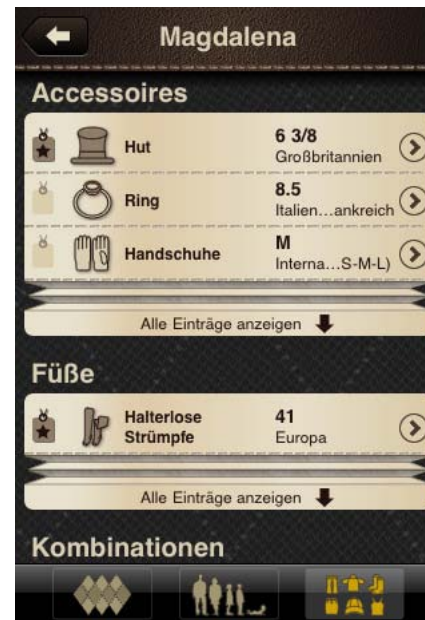 Magdalena
Accessoires
Hut
6 3/8
Großbritannien
Ring
8.5
Italien...ankreich
Handschuhe
M
Interna...S-M-L)
Alle Einträge anzeigen
Füße
Halterlose
Strümpfe
41
Europa
Alle Einträge anzeigen
Kombinationen